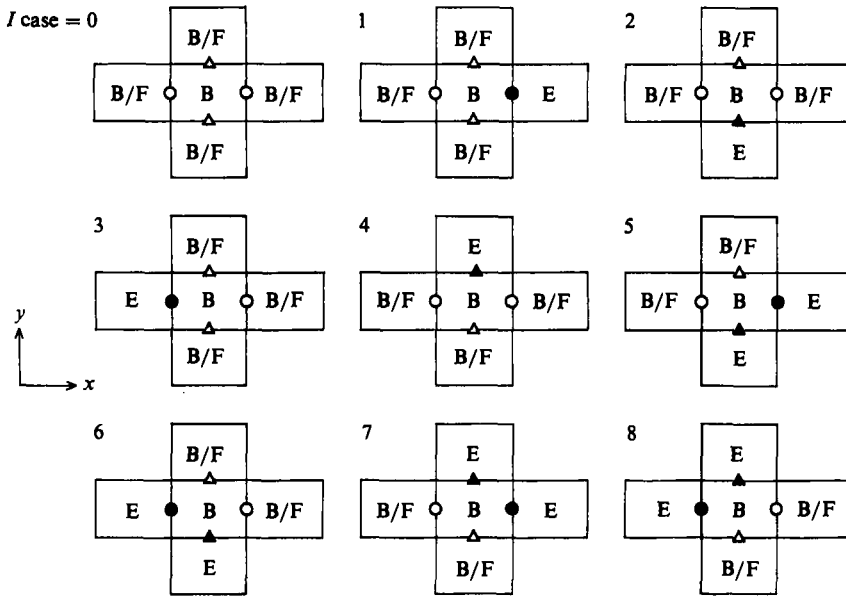 I case = 0
B/F
B/F B B/F
B/F
1
B/F
B/F B E
B/F
2
B/F
B/F B B/F
E
3
B/F
E B B/F
B/F
4
E
B/F B B/F
B/F
5
B/F
B/F B E
E
y
x
6
B/F
E B B/F
E
7
E
B/F B E
B/F
8
E
E B B/F
B/F